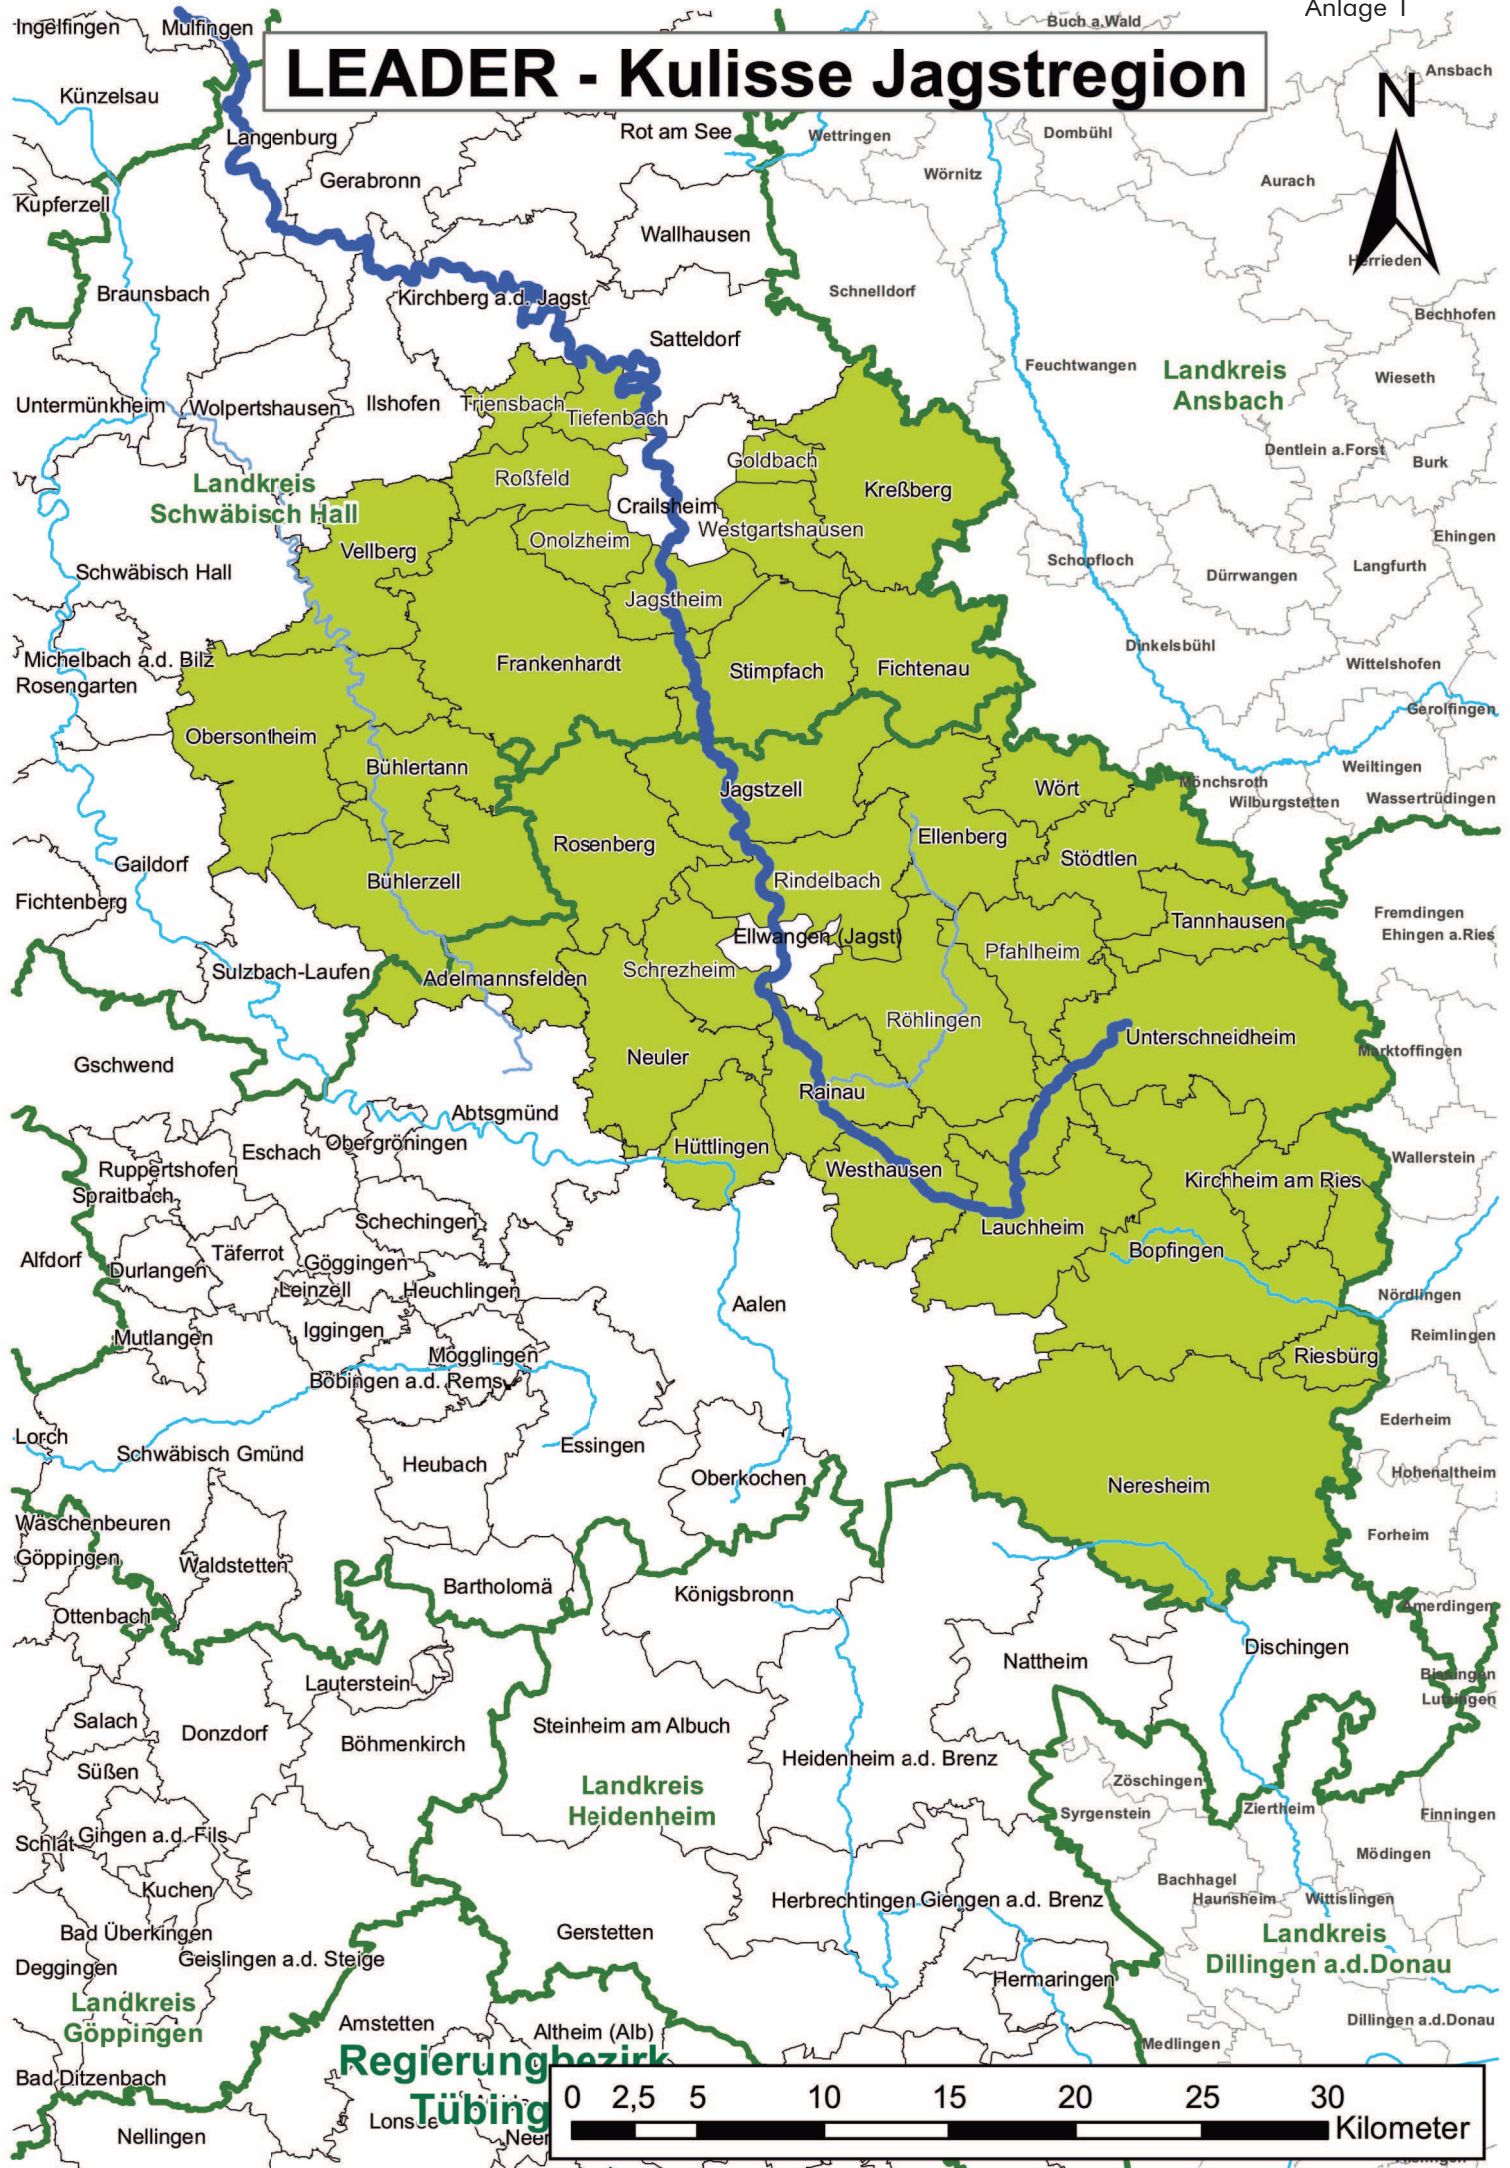 Anlage 1
Ingelfingen
Mulfingen
Buch a.Wald
LEADER - Kulisse Jagstregion
Ansbach
N
Künzelsau
Langenburg
Rot am See
Wettringen
Dombühl
Gerabronn
Wörnitz
Aurach
Kupferzell
Wallhausen
Herrieden
Braunsbach
Kirchberg a.d. Jagst
Schnelldorf
Bechhofen
Satteldorf
Feuchtwangen
Landkreis
Ansbach
Wieseth
Untermünkheim
Wolpertshausen
Ilshofen
Triensbach
Tiefenbach
Dentlein a.Forst
Burk
Goldbach
Roßfeld
Kreßberg
Landkreis
Schwäbisch Hall
Crailsheim
Westgartshausen
Onolzheim
Vellberg
Ehingen
Schopfloch
Dürrwangen
Langfurth
Schwäbisch Hall
Jagstheim
Michelbach a.d. Bilz
Rosengarten
Frankenhardt
Stimpfach
Fichtenau
Dinkelsbühl
Wittelshofen
Gerolfingen
Obersontheim
Bühlertann
Jagstzell
Wört
Mönchsroth
Wilburgstetten
Weiltingen
Wassertrüdingen
Rosenberg
Ellenberg
Stödtlen
Gaildorf
Bühlerzell
Rindelbach
Fichtenberg
Tannhausen
Fremdingen
Ehingen a.Ries
Ellwangen (Jagst)
Pfahlheim
Sulzbach-Laufen
Adelmannsfelden
Schrezheim
Röhlingen
Unterschneidheim
Marktoffingen
Gschwend
Neuler
Rainau
Abtsgmünd
Obergröningen
Eschach
Hüttlingen
Westhausen
Wallerstein
Ruppertshofen
Spraitbach
Kirchheim am Ries
Schechingen
Lauchheim
Bopfingen
Alfdorf
Durlangen
Täferrot
Göggingen
Leinzell
Heuchlingen
Nördlingen
Aalen
Iggingen
Mutlangen
Reimlingen
Mögglingen
Riesbürg
Böbingen a.d. Rems
Ederheim
Lorch
Schwäbisch Gmünd
Heubach
Essingen
Oberkochen
Hohenaltheim
Neresheim
Wäschenbeuren
Forheim
Göppingen
Waldstetten
Bartholomä
Königsbronn
Ottenbach
Amerdingen
Dischingen
Nattheim
Lauterstein
Bissingen
Lutzingen
Salach
Donzdorf
Böhmenkirch
Steinheim am Albuch
Heidenheim a.d. Brenz
Süßen
Landkreis
Heidenheim
Zöschingen
Syrgenstein
Ziertheim
Finningen
Schlat
Gingen a.d. Fils
Mödingen
Kuchen
Bachhagel
Haunsheim
Wittislingen
Herbrechtingen
Giengen a.d. Brenz
Bad Überkingen
Gerstetten
Landkreis
Dillingen a.d.Donau
Geislingen a.d. Steige
Deggingen
Hermaringen
Landkreis
Göppingen
Amstetten
Altheim (Alb)
Dillingen a.d.Donau
Medlingen
Regierungbezirk
Tübing
Bad Ditzenbach
Lonsee
Neer
Nellingen
0 2,5 5 10 15 20 25 30
Kilometer